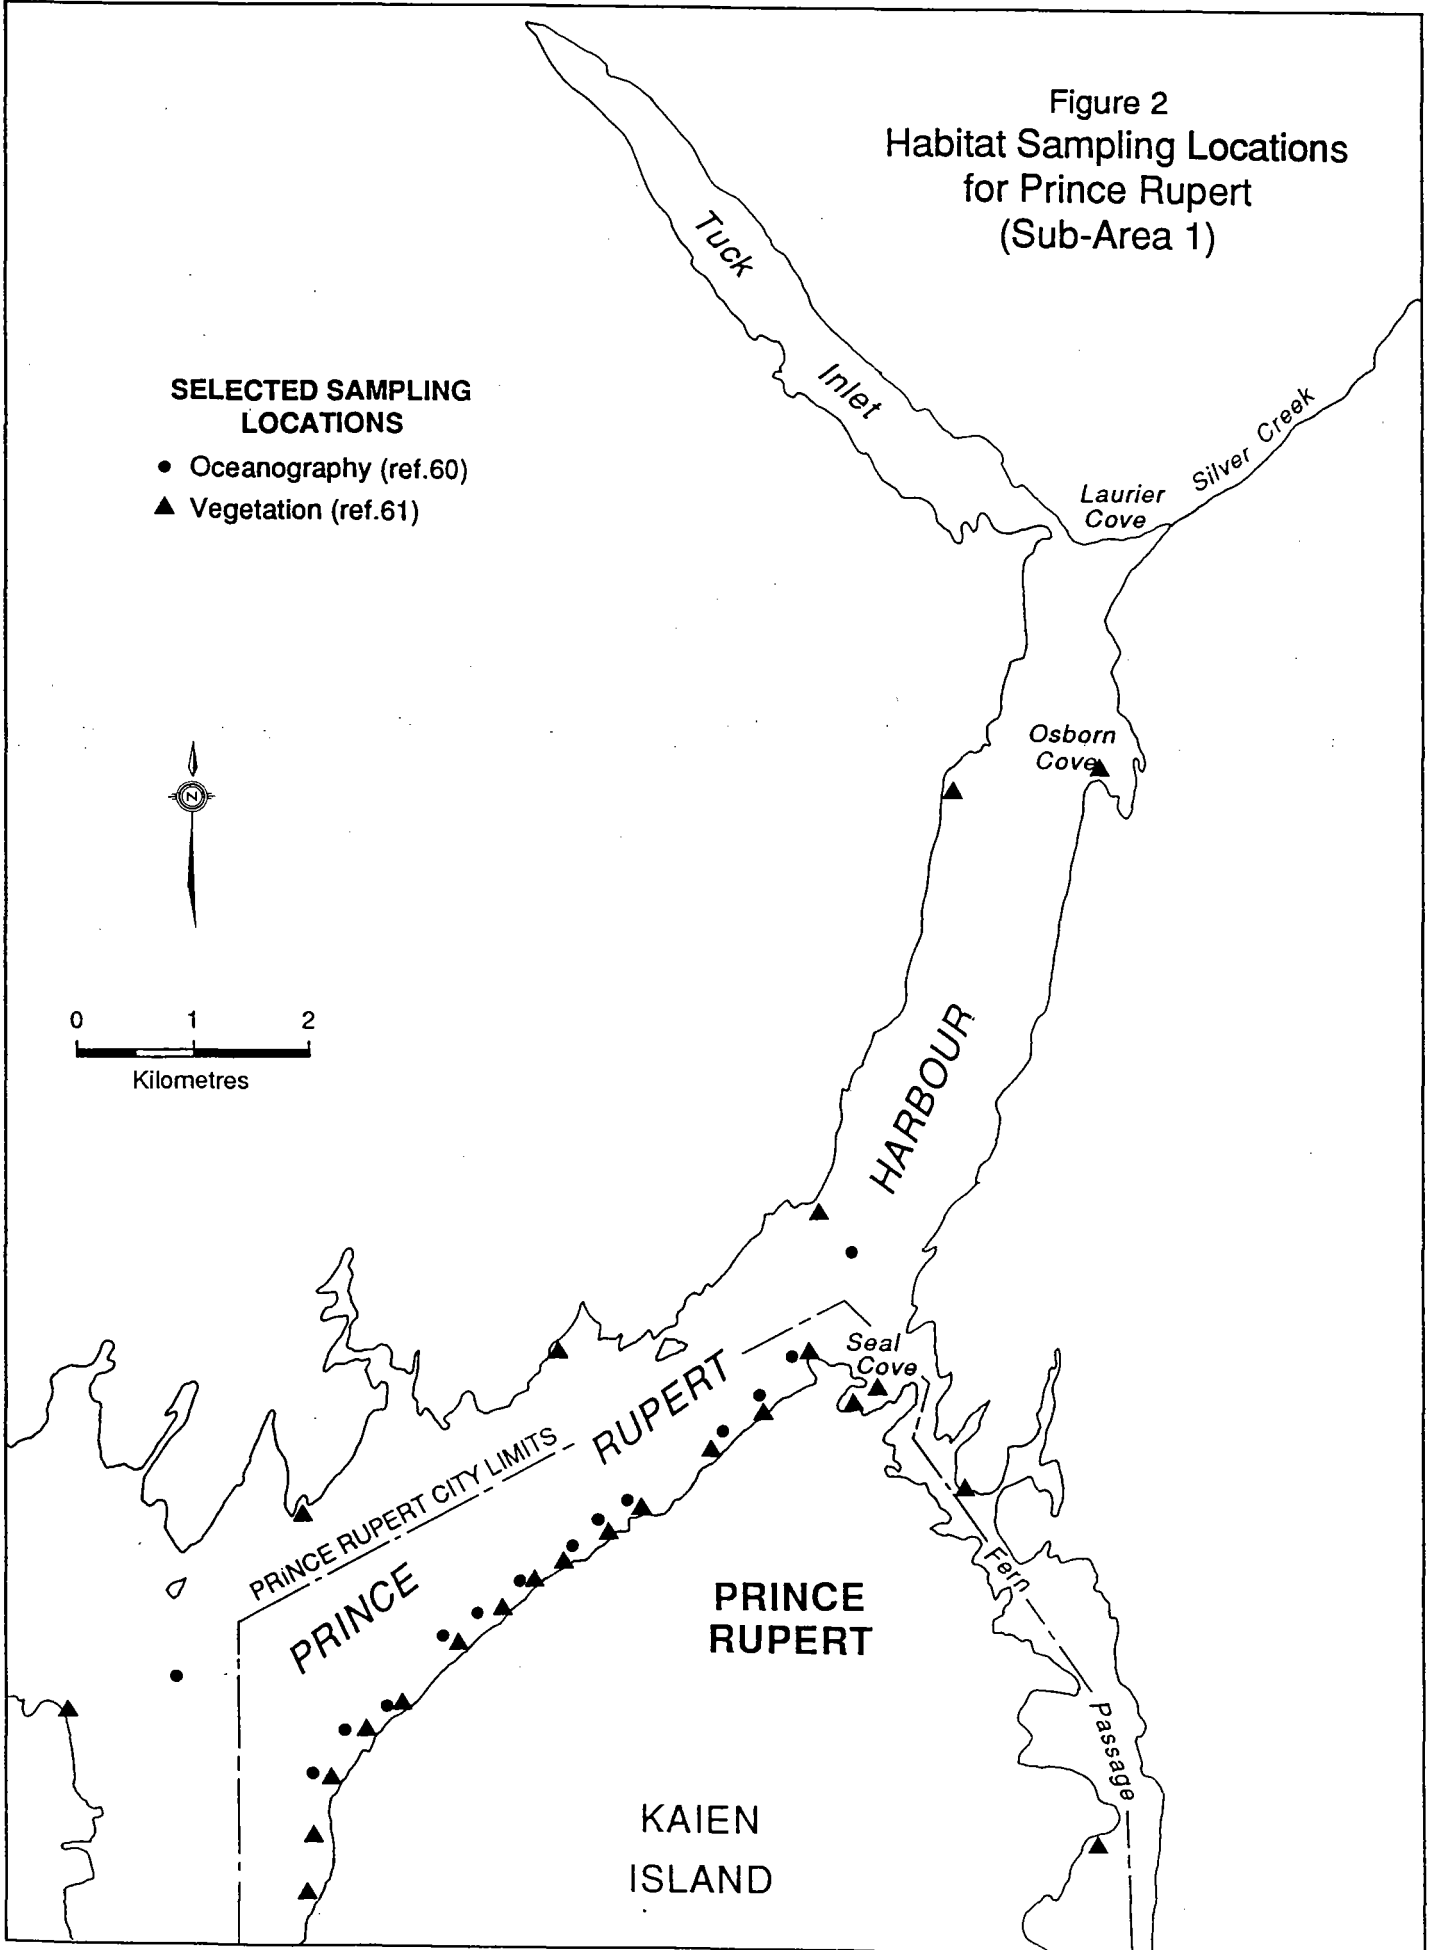 Figure 2
Habitat Sampling Locations
for Prince Rupert
(Sub-Area 1)
Tuck
Inlet
SELECTED SAMPLING
LOCATIONS
Oceanography (ref.60)
Vegetation (ref.61)
Silver Creek
Laurier
Cove
Osborn
Cove
N
0 1 2
Kilometres
HARBOUR
Seal
Cove
RUPERT
PRiNCE RUPERT CITY LIMITS
PRINCE
Fern
PRINCE
RUPERT
Passage
KAIEN
ISLAND